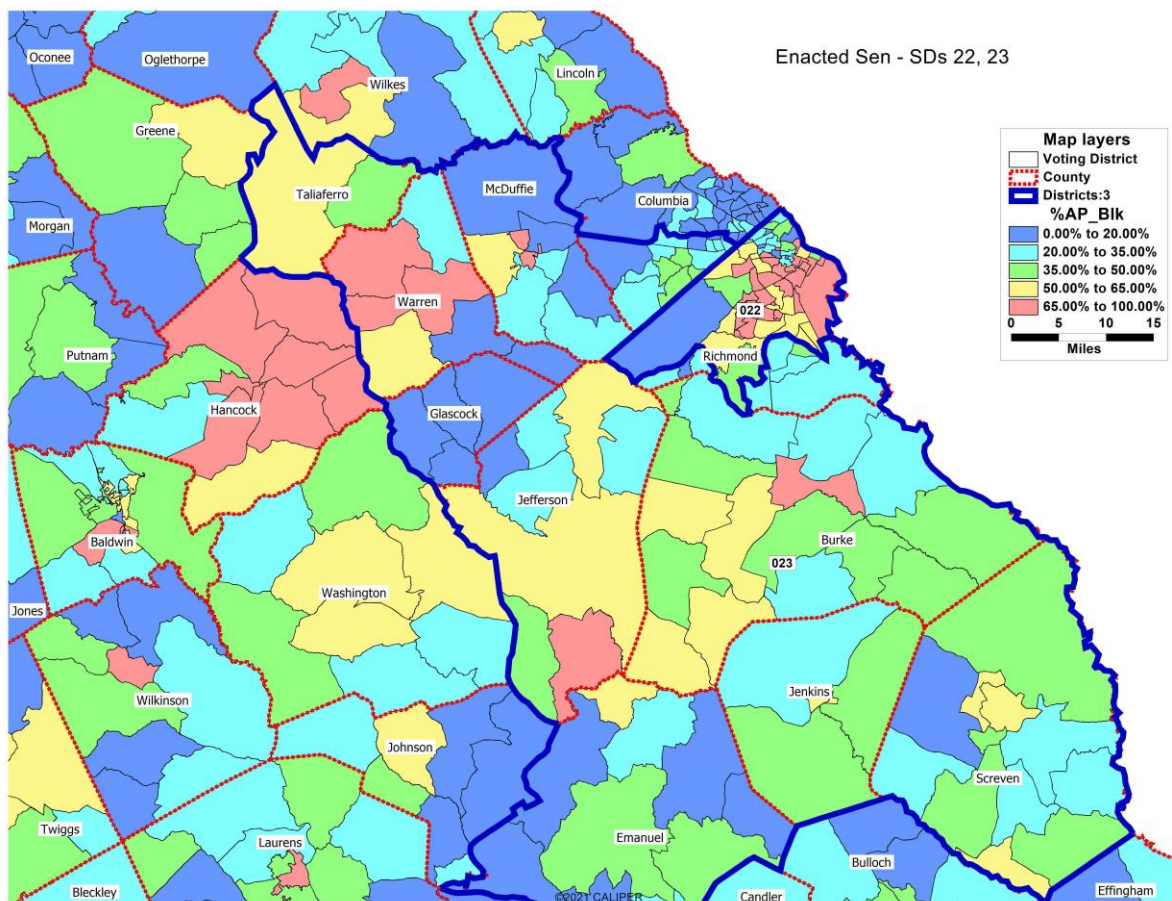 Enacted Sen - SDs 22, 23
Oconee
Oglethorpe
Wilkes
Lincoln
Greene
Taliaferro
McDuffie
Columbia
Morgan
Warren
022
Putnam
Richmond
Hancock
Glascock
Jefferson
Baldwin
Burke
023
Washington
Jones
Wilkinson
Jenkins
Johnson
Screven
Twiggs
Laurens
Emanuel
Bulloch
Bleckley
Candler
Effingham
©2021 CALIPER
Map layers
Voting District
County
Districts:3
%AP_Blk
0.00% to 20.00%
20.00% to 35.00%
35.00% to 50.00%
50.00% to 65.00%
65.00% to 100.00%
0 5 10 15
Miles